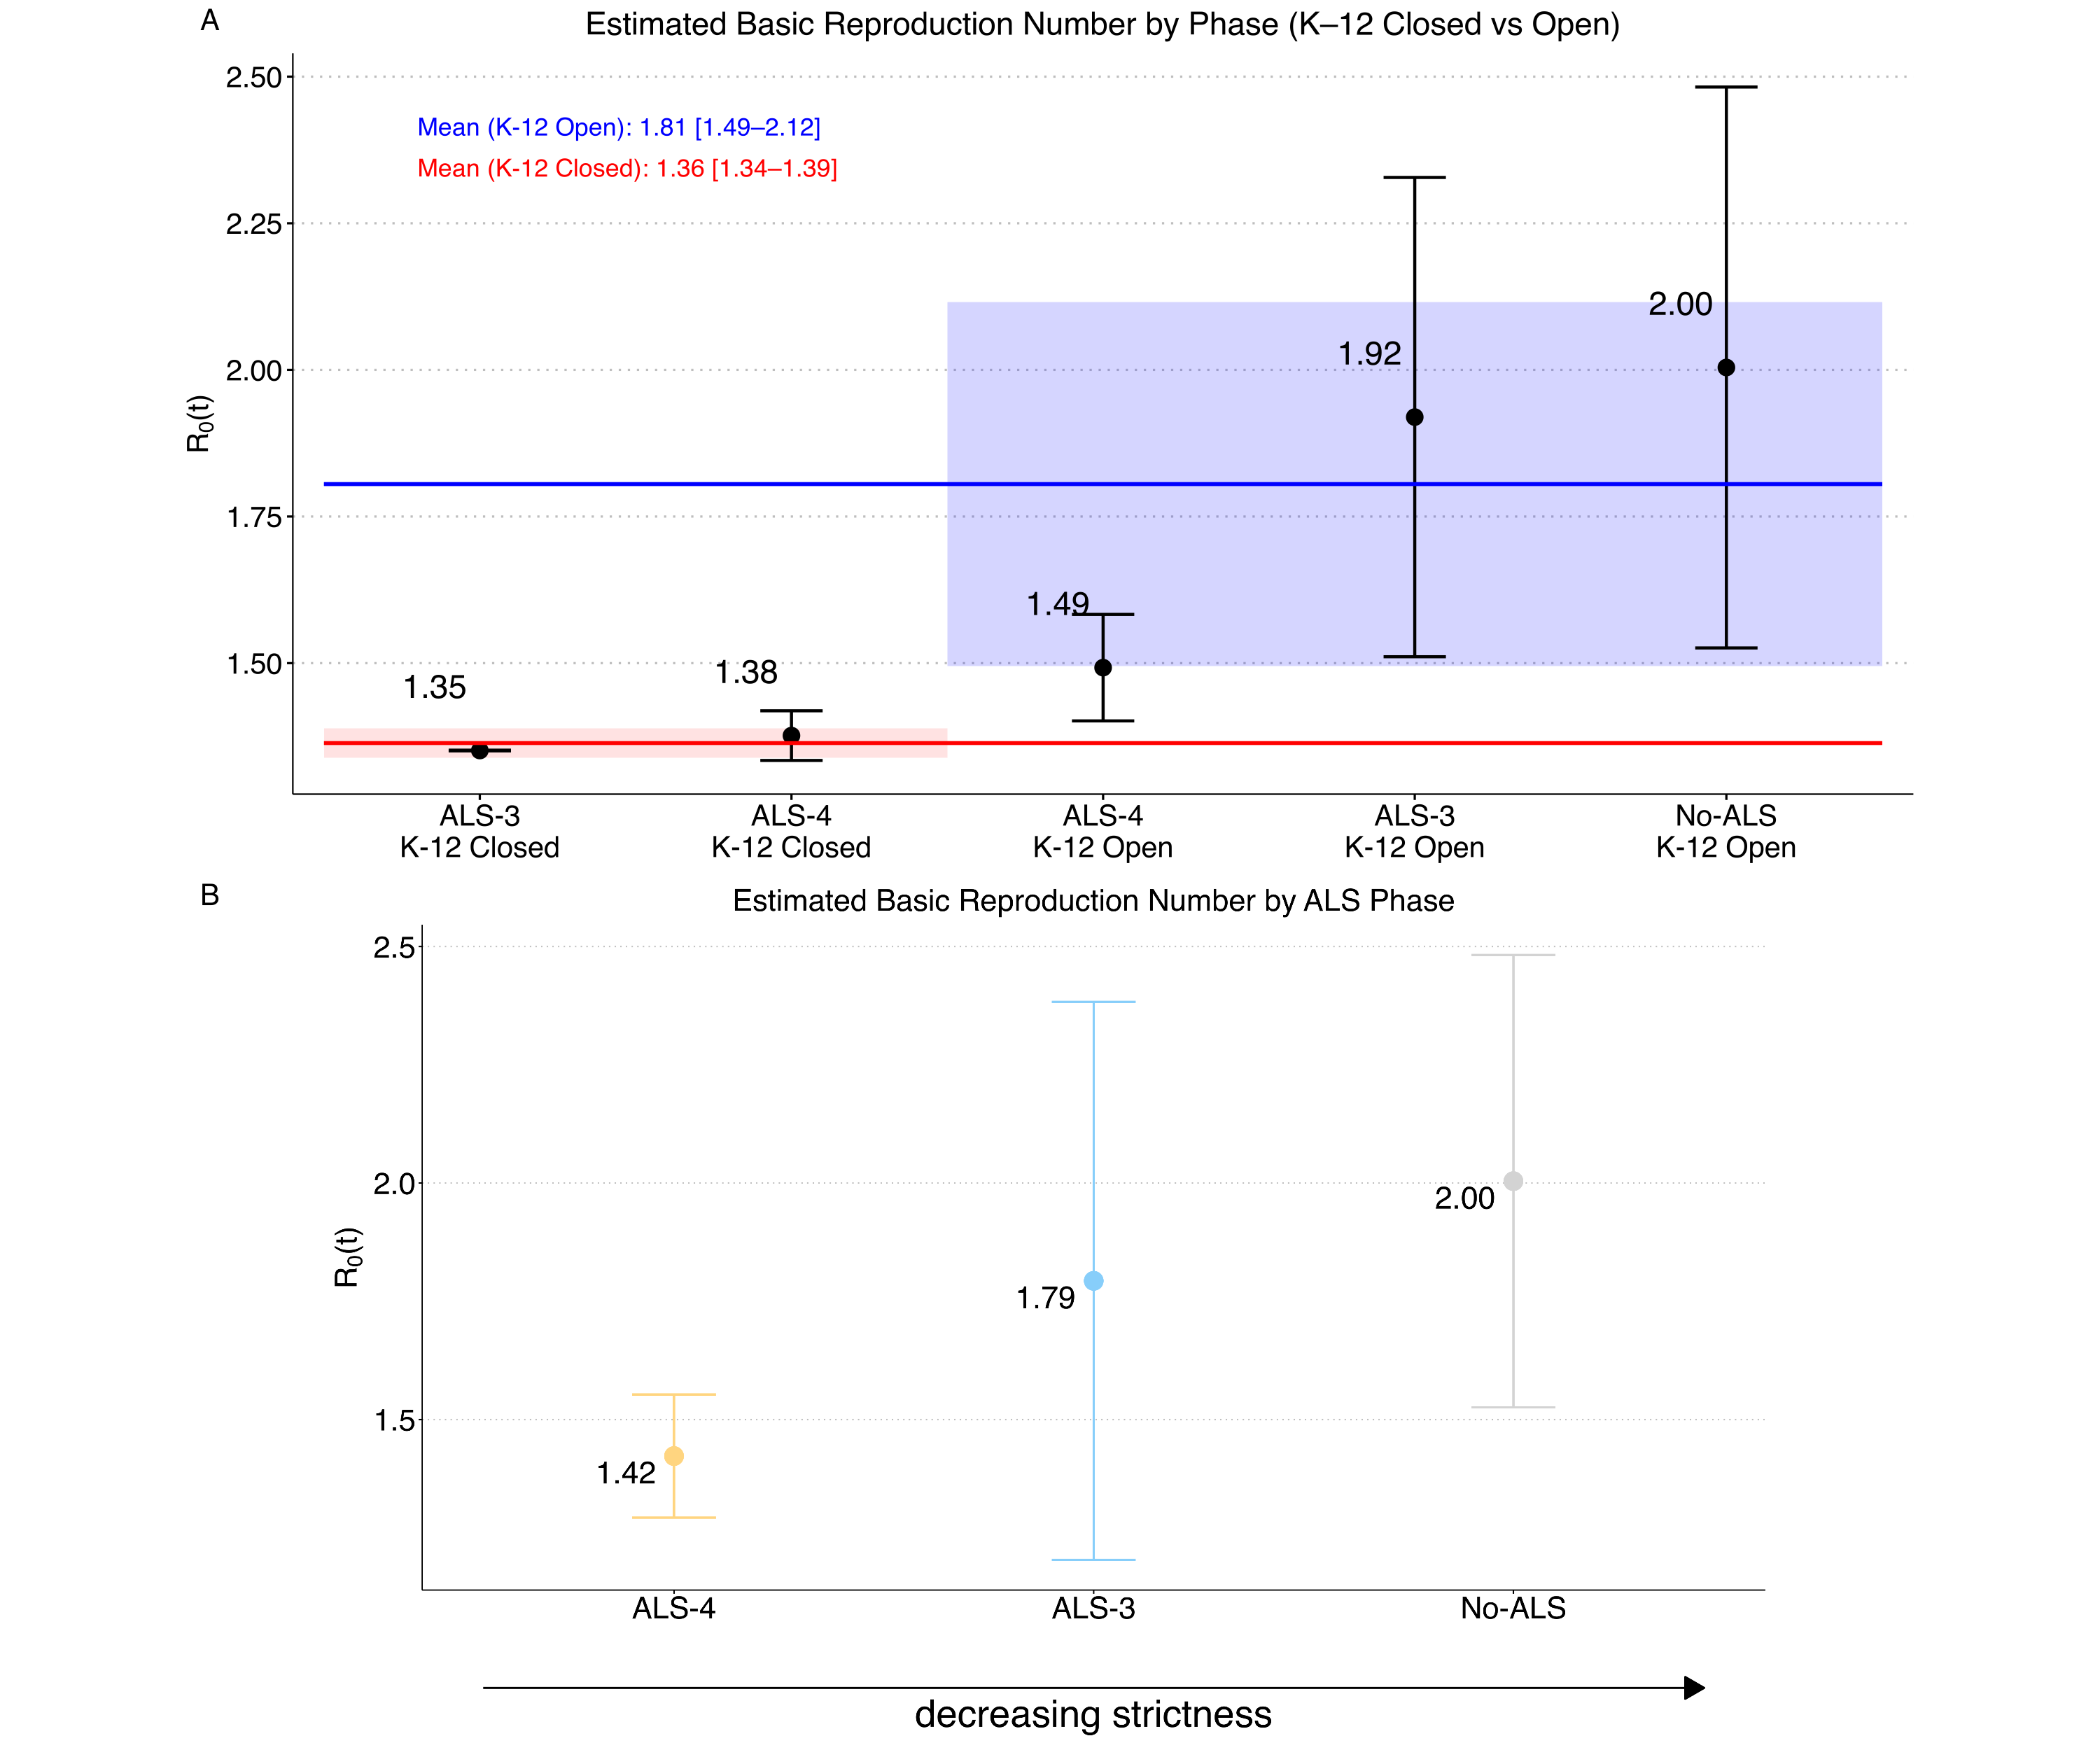 A
Estimated Basic Reproduction Number by Phase (K–12 Closed vs Open)
2.50
2.25
2.00
1.75
1.50
R0(t)
Mean (K-12 Open): 1.81 [1.49–2.12]
Mean (K-12 Closed): 1.36 [1.34–1.39]
1.35
1.38
1.49
1.92
2.00
ALS-3
K-12 Closed
ALS-4
K-12 Closed
ALS-4
K-12 Open
ALS-3
K-12 Open
No-ALS
K-12 Open
B
Estimated Basic Reproduction Number by ALS Phase
2.5
2.0
1.5
R0(t)
1.42
1.79
2.00
ALS-4
ALS-3
No-ALS
decreasing strictness